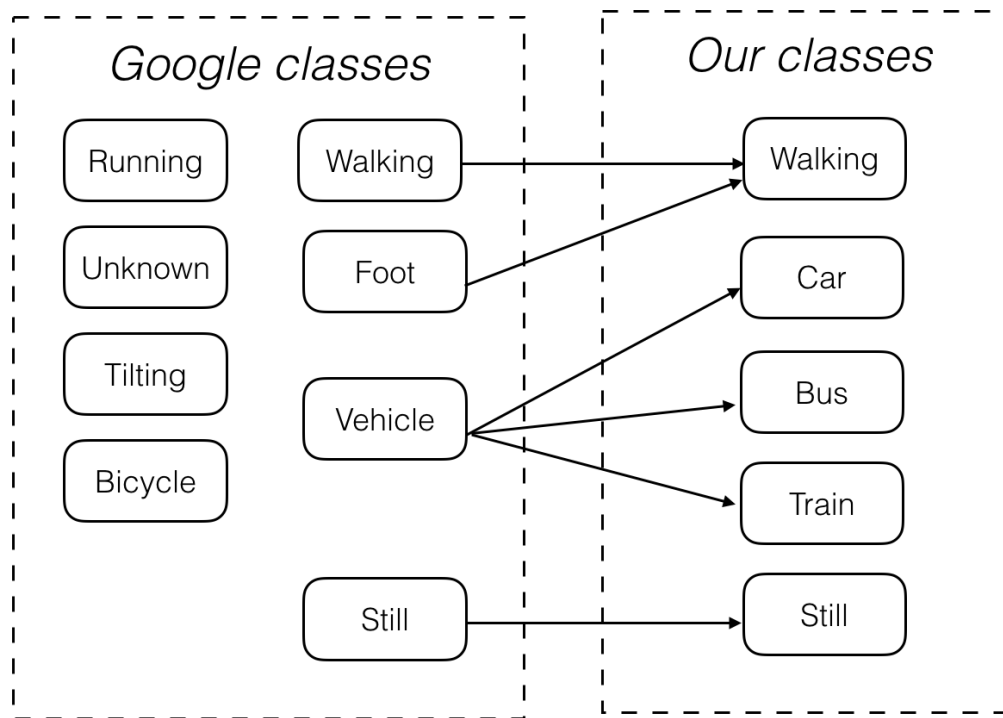 Google classes
Our classes
Running
Walking
Walking
Unknown
Foot
Car
Tilting
Vehicle
Bus
Bicycle
Train
Still
Still